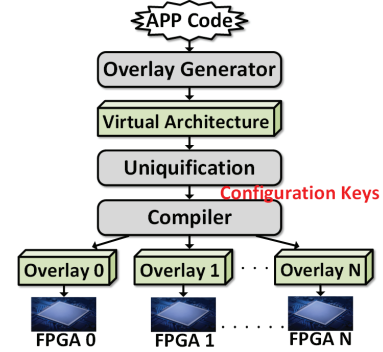 APP Code
Overlay Generator
Virtual Architecture
Uniquification
Configuration Keys
Compiler
Overlay 0 Overlay 1 . . . Overlay N
FPGA 0 FPGA 1 . . . . . . FPGA N